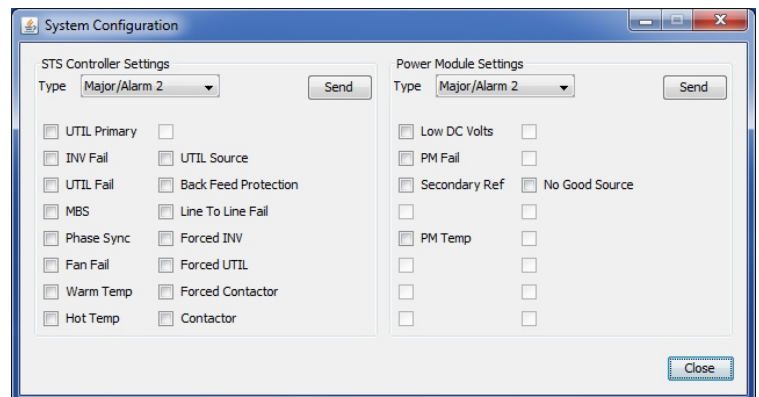 System Configuration
STS Controller Settings
Type Major/Alarm 2 Send
UTIL Primary
INV Fail UTIL Source
UTIL Fail Back Feed Protection
MBS Line To Line Fail
Phase Sync Forced INV
Fan Fail Forced UTIL
Warm Temp Forced Contactor
Hot Temp Contactor
Power Module Settings
Type Major/Alarm 2 Send
Low DC Volts
PM Fail
Secondary Ref No Good Source
PM Temp
Close